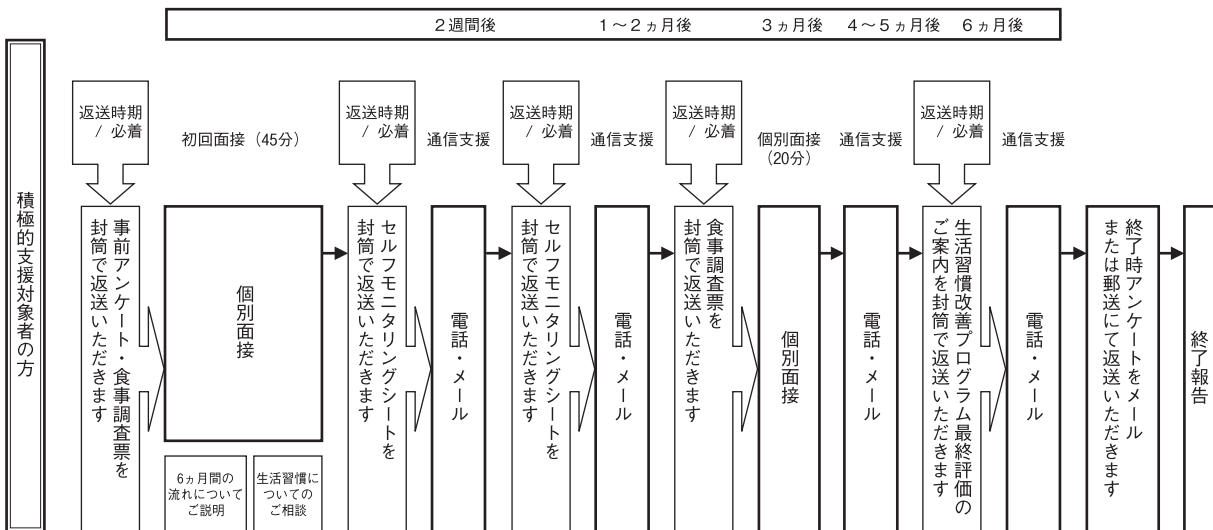 2週間後
1～2ヵ月後
3ヵ月後
4～5ヵ月後
6ヵ月後
積極的支援対象者の方
返送時期
/ 必着
事前アンケート・食事調査票を
封筒で返送いただきます
初回面接（45分）
個別面接
6ヵ月間の
流れについて
ご説明
生活習慣に
ついての
ご相談
返送時期
/ 必着
セルフモニタリングシートを
封筒で返送いただきます
通信支援
電話・メール
返送時期
/ 必着
セルフモニタリングシートを
封筒で返送いただきます
通信支援
電話・メール
返送時期
/ 必着
食事調査票を
封筒で返送いただきます
個別面接
（20分）
個別面接
通信支援
電話・メール
返送時期
/ 必着
生活習慣改善プログラム最終評価の
ご案内を封筒で返送いただきます
通信支援
電話・メール
終了時アンケートをメール
または郵送にて返送いただきます
終了報告